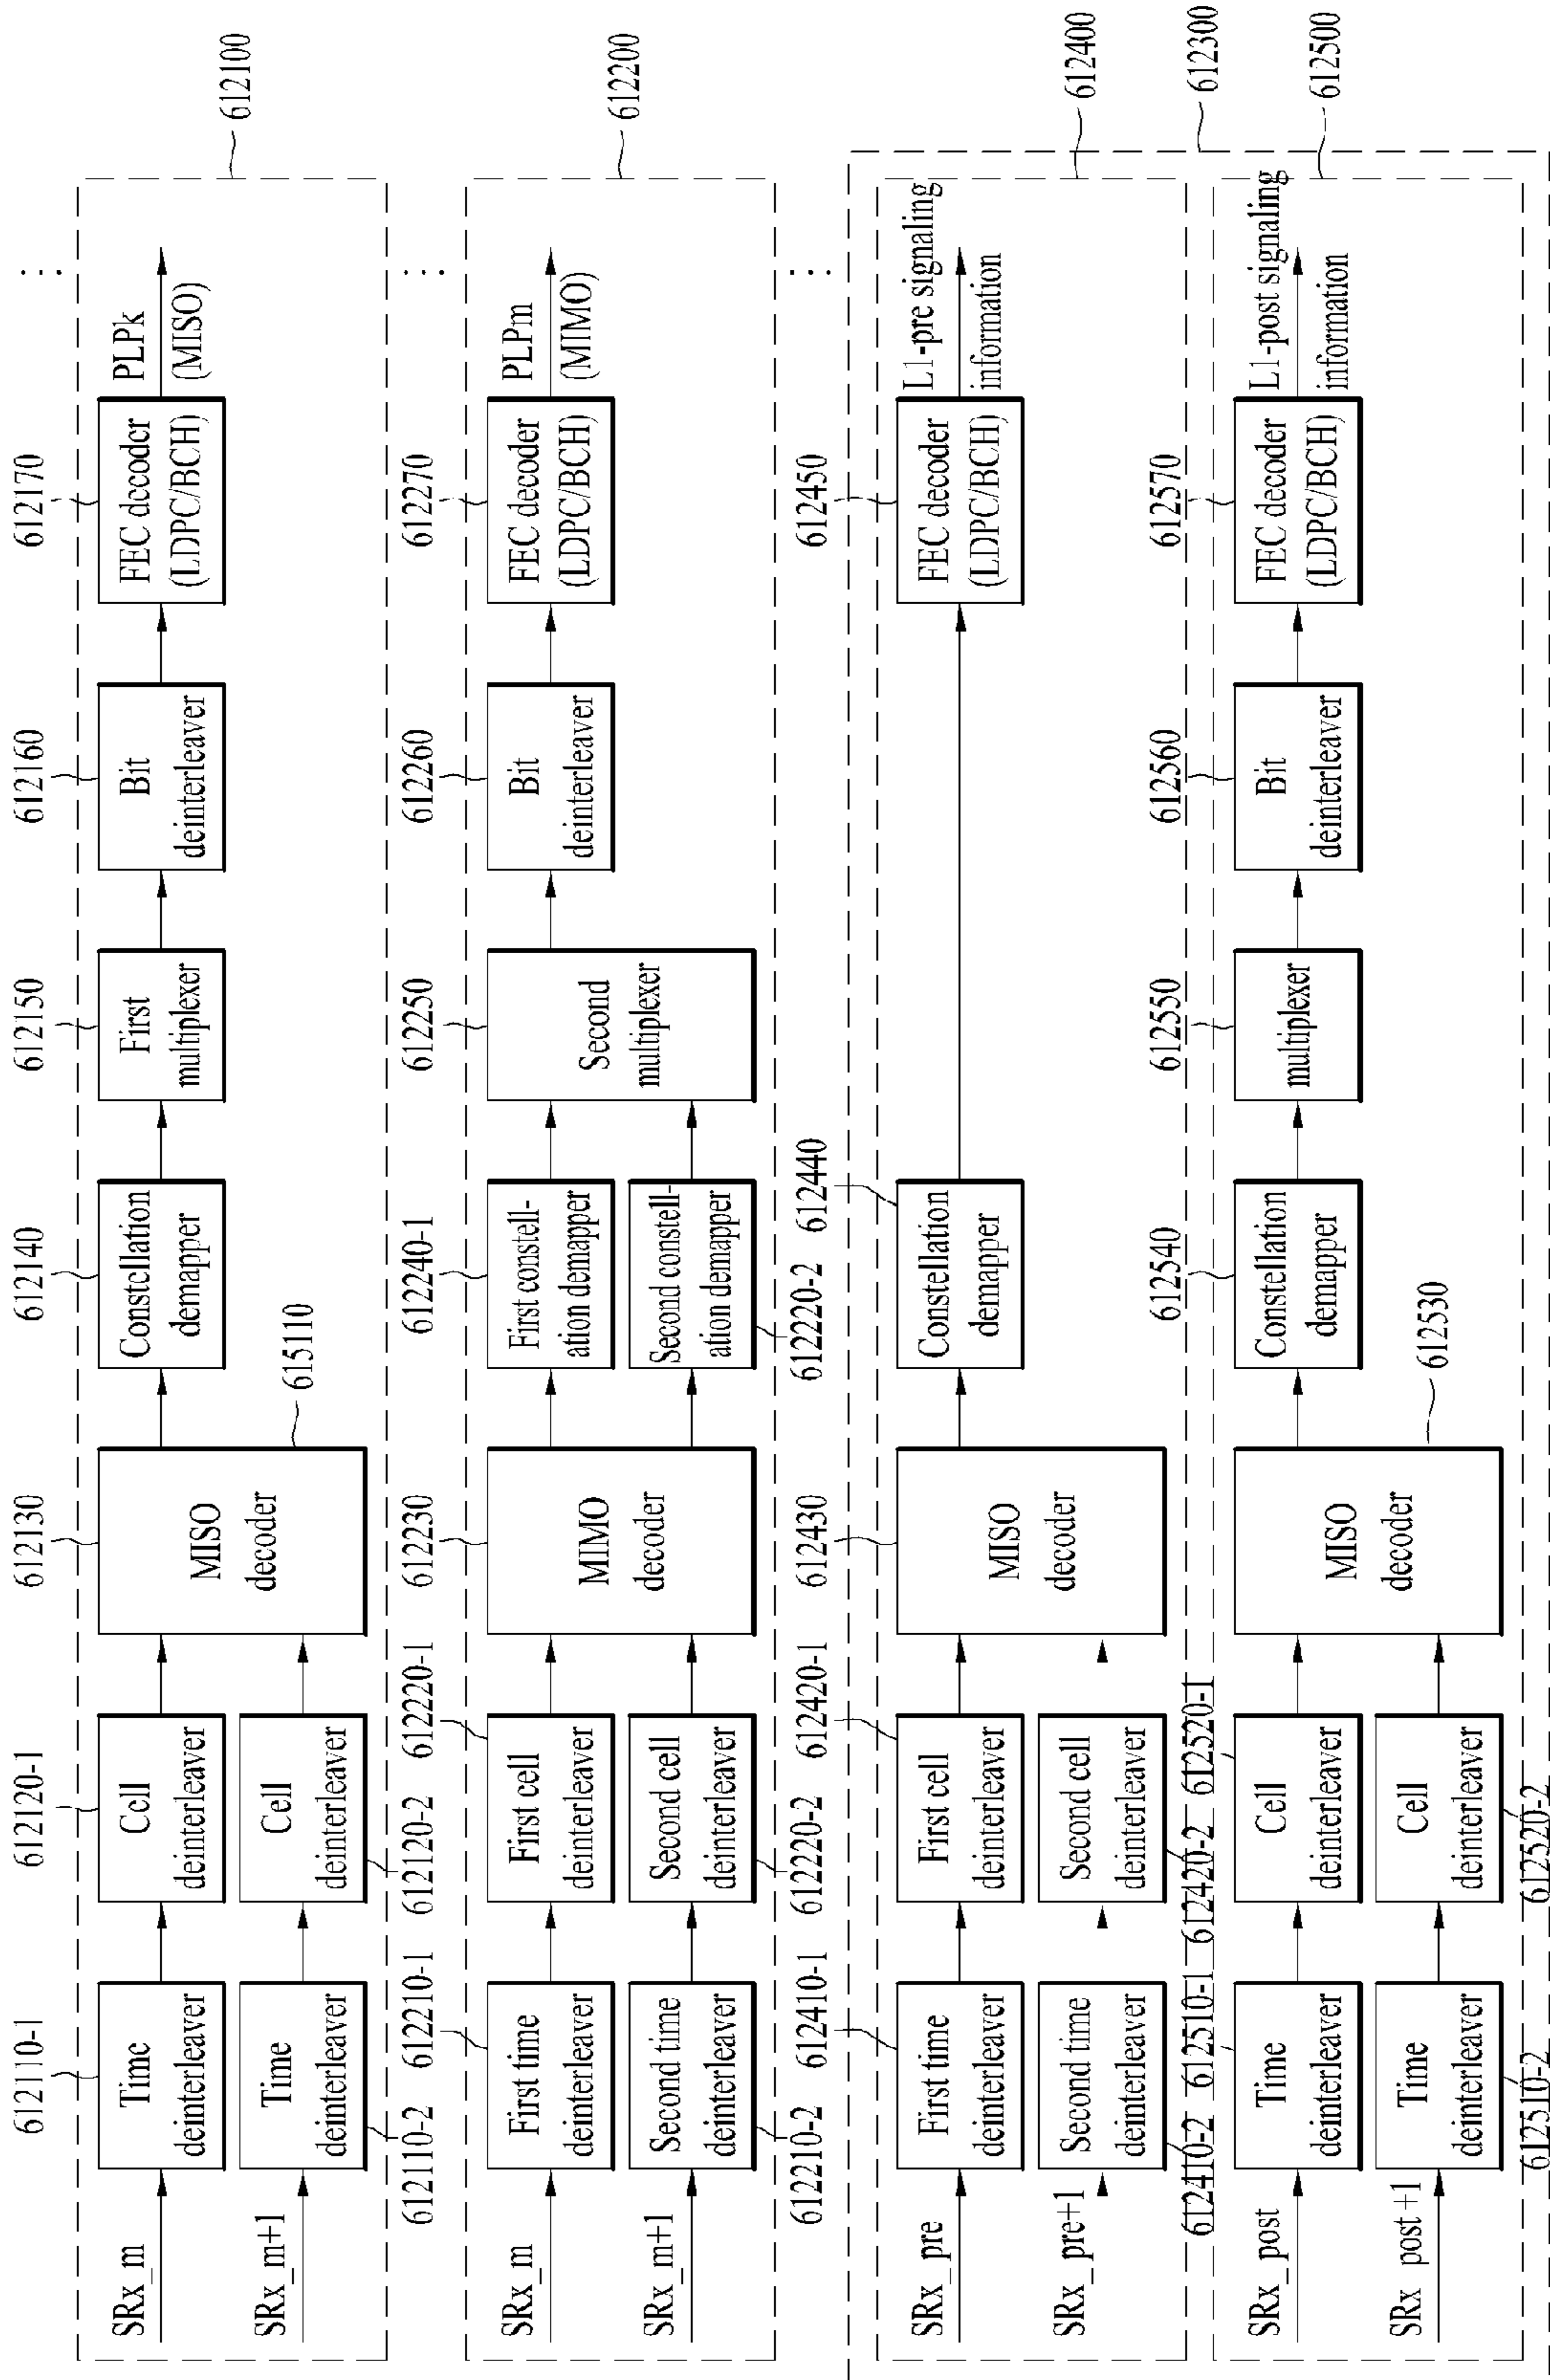 612110-1
612120-1
612130
612140
612150
612160
612170
SRx_m
Time
deinterleaver
Cell
deinterleaver
MISO
decoder
Constellation
demapper
First
multiplexer
Bit
deinterleaver
FEC decoder
(LDPC/BCH)
PLPk
(MISO)
612100
615110
SRx_m+1
Time
deinterleaver
Cell
deinterleaver
612110-2
612120-2
612210-1
612220-1
612230
612240-1
612250
612260
612270
SRx_m
First time
deinterleaver
First cell
deinterleaver
MIMO
decoder
First constell-
ation demapper
Second
multiplexer
Bit
deinterleaver
FEC decoder
(LDPC/BCH)
PLPm
(MIMO)
612200
SRx_m+1
Second time
deinterleaver
Second cell
deinterleaver
Second constell-
ation demapper
612210-2
612220-2
612220-2
612410-1
612420-1
612430
612440
612450
SRx_pre
First time
deinterleaver
First cell
deinterleaver
MISO
decoder
Constellation
demapper
FEC decoder
(LDPC/BCH)
L1-pre signaling
information
612400
612300
SRx_pre+1
Second time
deinterleaver
Second cell
deinterleaver
612410-2
612420-2
612510-1
612520-1
612540
612550
612560
612570
SRx_post
Time
deinterleaver
Cell
deinterleaver
MISO
decoder
Constellation
demapper
multiplexer
Bit
deinterleaver
FEC decoder
(LDPC/BCH)
L1-post signaling
information
612500
612530
SRx_post +1
Time
deinterleaver
Cell
deinterleaver
612510-2
612520-2